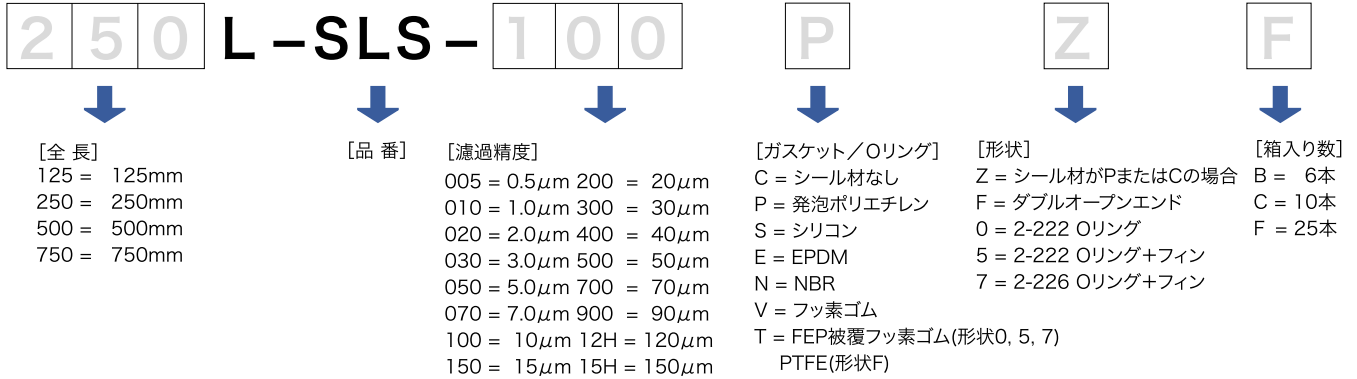 250L－SLS－100 P Z F
[全 長]
125 = 125mm
250 = 250mm
500 = 500mm
750 = 750mm
[品 番]
[濾過精度]
005 = 0.5μm 200 = 20μm
010 = 1.0μm 300 = 30μm
020 = 2.0μm 400 = 40μm
030 = 3.0μm 500 = 50μm
050 = 5.0μm 700 = 70μm
070 = 7.0μm 900 = 90μm
100 = 10μm 12H = 120μm
150 = 15μm 15H = 150μm
[ガスケット／Oリング]
C = シール材なし
P = 発泡ポリエチレン
S = シリコン
E = EPDM
N = NBR
V = フッ素ゴム
T = FEP被覆フッ素ゴム(形状0, 5, 7)
PTFE(形状F)
[形状]
Z = シール材がPまたはCの場合
F = ダブルオープンエンド
0 = 2-222 Oリング
5 = 2-222 Oリング＋フィン
7 = 2-226 Oリング＋フィン
[箱入り数]
B = 6本
C = 10本
F = 25本